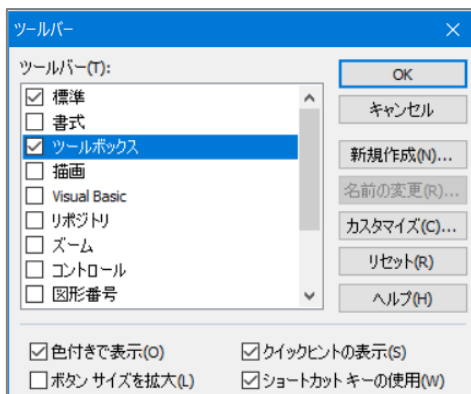 ツールバー
ツールバー(T):
標準
書式
ツールボックス
描画
Visual Basic
リポジトリ
ズーム
コントロール
図形番号
OK
キャンセル
新規作成(N)...
名前の変更(R)...
カスタマイズ(C)...
リセット(R)
ヘルプ(H)
色付きで表示(O)
クイックヒントの表示(S)
ボタン サイズを拡大(L)
ショートカット キーの使用(W)